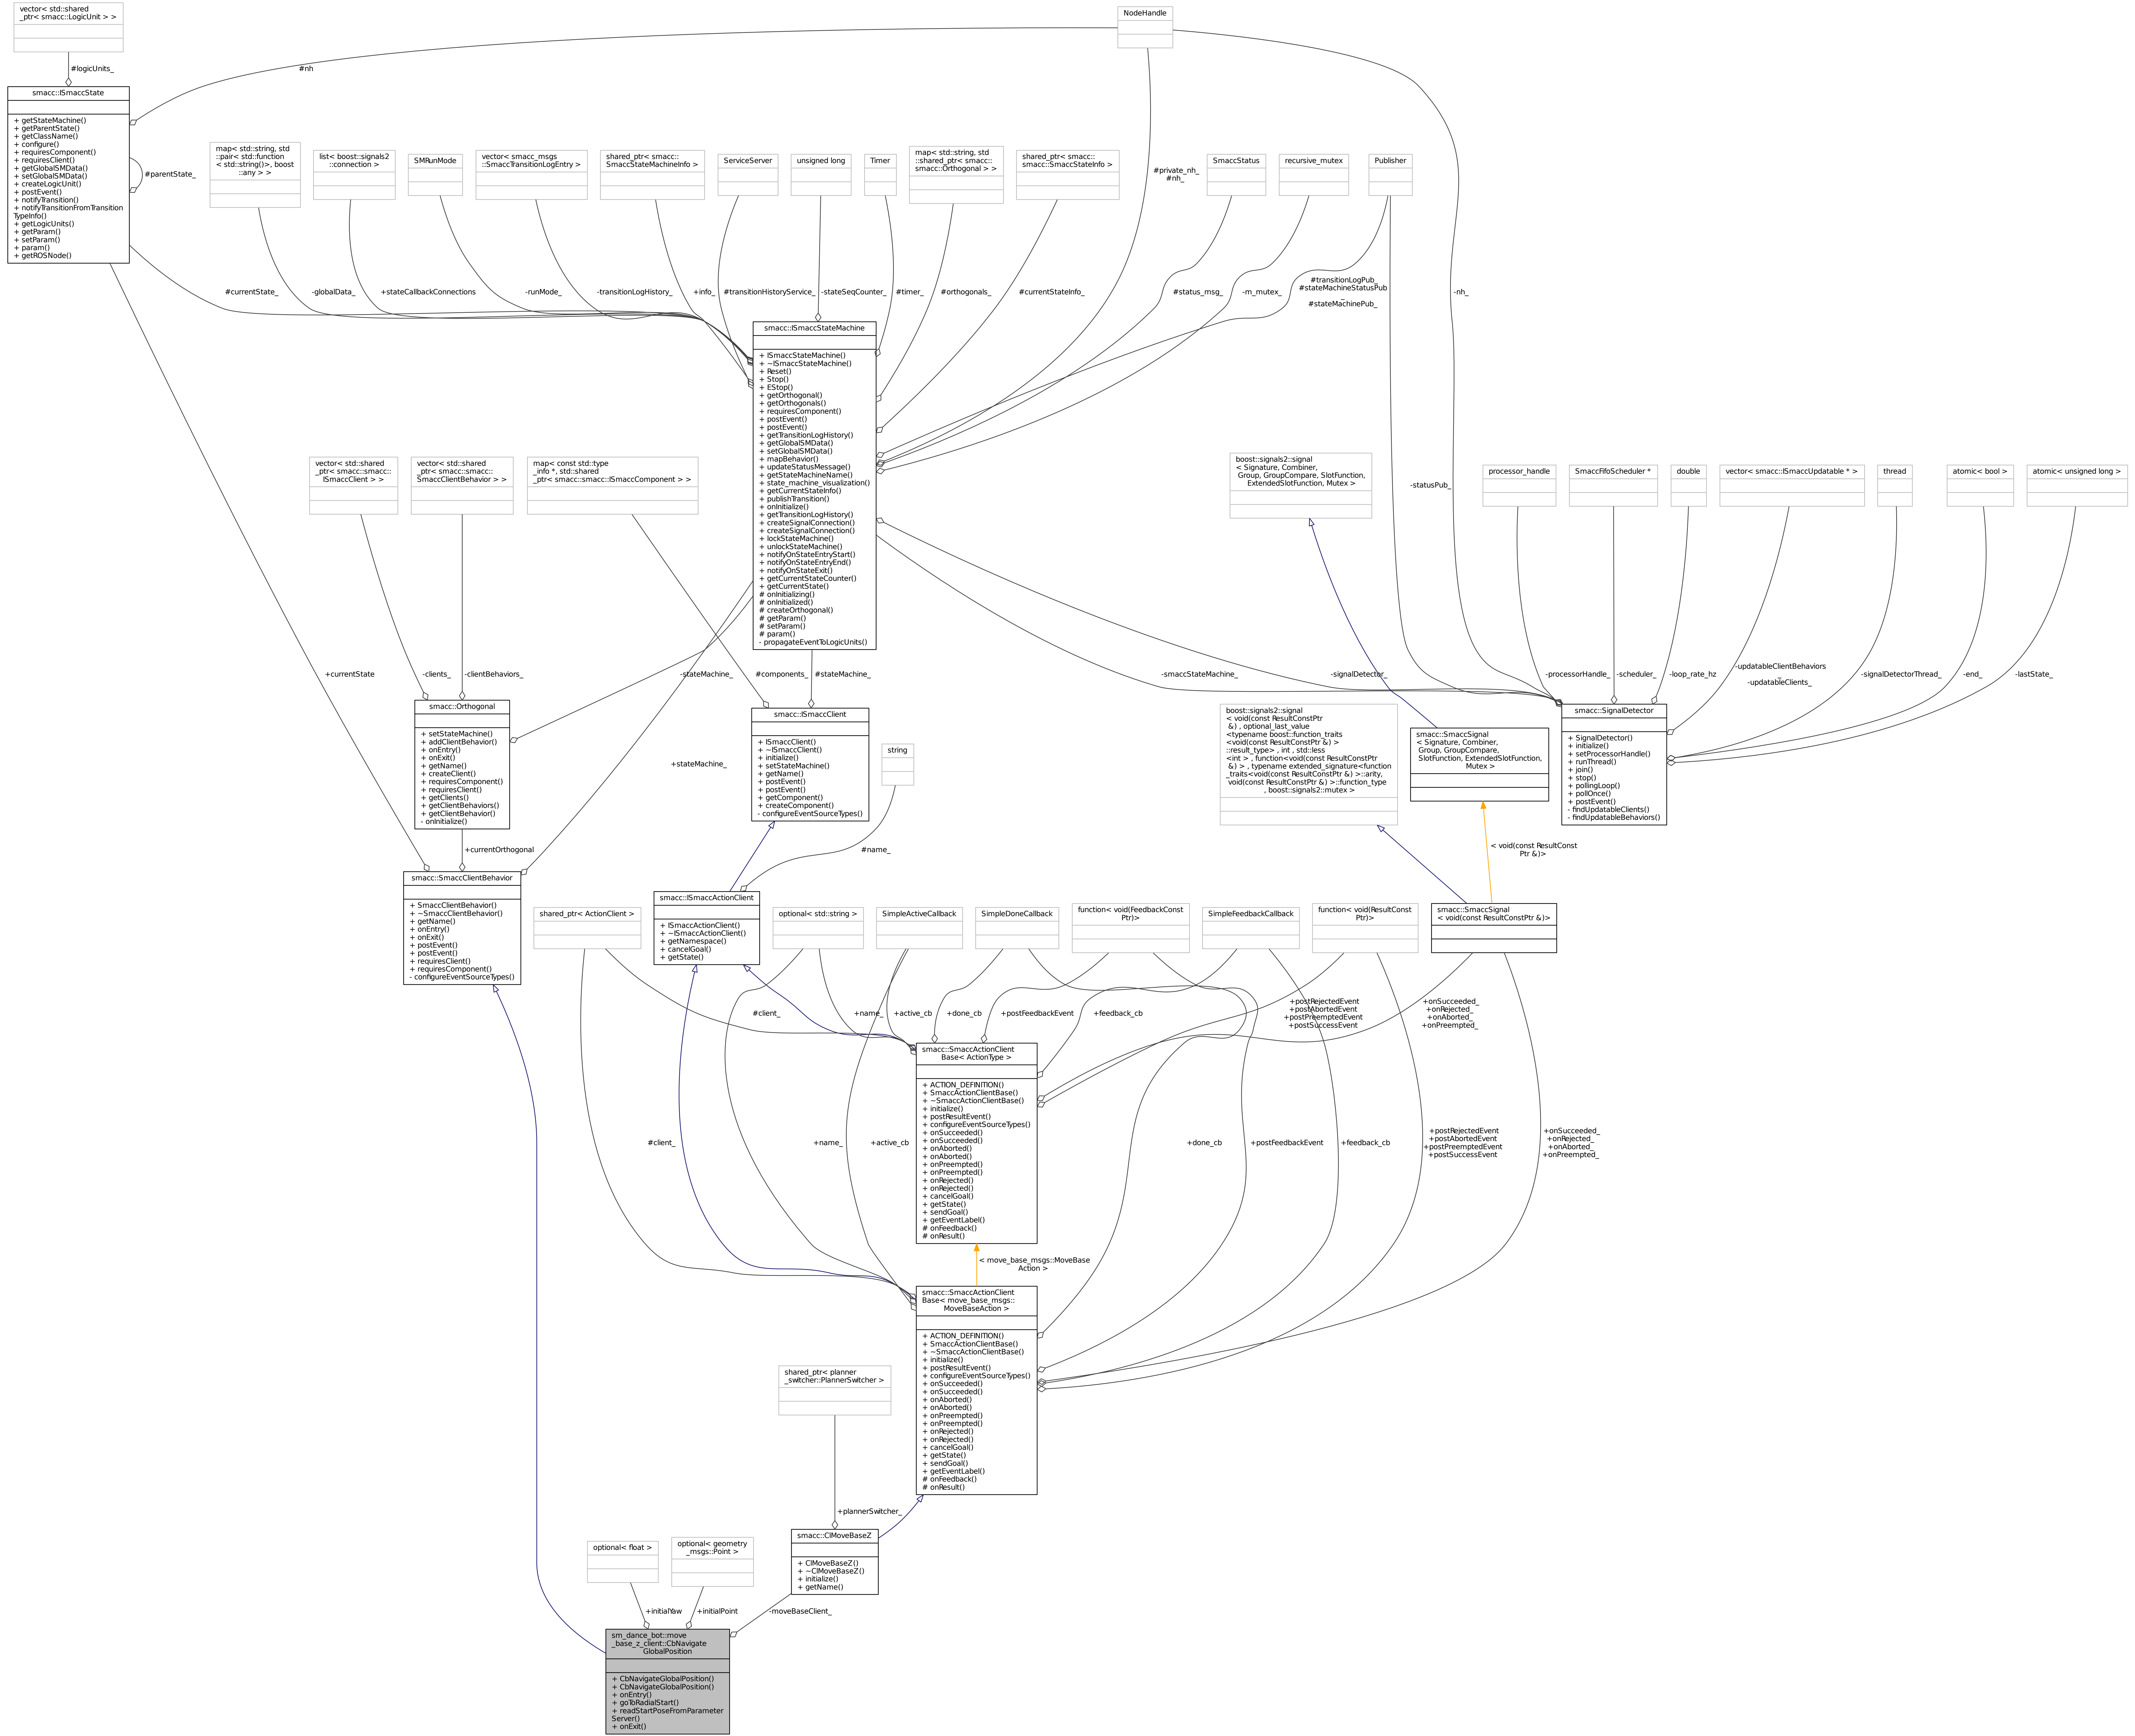 vector< std::shared
_ptr< smacc::LogicUnit > >
#logicUnits_
NodeHandle
#nh
smacc::ISmaccState
+ getStateMachine()
+ getParentState()
+ getClassName()
+ configure()
+ requiresComponent()
+ requiresClient()
+ getGlobalSMData()
+ setGlobalSMData()
+ createLogicUnit()
+ postEvent()
+ notifyTransition()
+ notifyTransitionFromTransition
TypeInfo()
+ getLogicUnits()
+ getParam()
+ setParam()
+ param()
+ getROSNode()
#parentState_
map< std::string, std
::pair< std::function
< std::string()>, boost
::any > >
list< boost::signals2
::connection >
SMRunMode
vector< smacc_msgs
::SmaccTransitionLogEntry >
shared_ptr< smacc::
SmaccStateMachineInfo >
ServiceServer
unsigned long
Timer
map< std::string, std
::shared_ptr< smacc::
smacc::Orthogonal > >
shared_ptr< smacc::
smacc::SmaccStateInfo >
#private_nh_
#nh_
SmaccStatus
recursive_mutex
Publisher
#currentState_
-globalData_
+stateCallbackConnections
-runMode_
-transitionLogHistory_
+info_
#transitionHistoryService_
-stateSeqCounter_
#timer_
#orthogonals_
#currentStateInfo_
#status_msg_
-m_mutex_
#transitionLogPub_
#stateMachineStatusPub
_
#stateMachinePub_
-nh_
smacc::ISmaccStateMachine
+ ISmaccStateMachine()
+ ~ISmaccStateMachine()
+ Reset()
+ Stop()
+ EStop()
+ getOrthogonal()
+ getOrthogonals()
+ requiresComponent()
+ postEvent()
+ postEvent()
+ getTransitionLogHistory()
+ getGlobalSMData()
+ setGlobalSMData()
+ mapBehavior()
+ updateStatusMessage()
+ getStateMachineName()
+ state_machine_visualization()
+ getCurrentStateInfo()
+ publishTransition()
+ onInitialize()
+ getTransitionLogHistory()
+ createSignalConnection()
+ createSignalConnection()
+ lockStateMachine()
+ unlockStateMachine()
+ notifyOnStateEntryStart()
+ notifyOnStateEntryEnd()
+ notifyOnStateExit()
+ getCurrentStateCounter()
+ getCurrentState()
# onInitializing()
# onInitialized()
# createOrthogonal()
# getParam()
# setParam()
# param()
- propagateEventToLogicUnits()
vector< std::shared
_ptr< smacc::smacc::
ISmaccClient > >
vector< std::shared
_ptr< smacc::smacc::
SmaccClientBehavior > >
map< const std::type
_info *, std::shared
_ptr< smacc::smacc::ISmaccComponent > >
boost::signals2::signal
< Signature, Combiner,
Group, GroupCompare, SlotFunction,
ExtendedSlotFunction, Mutex >
-statusPub_
processor_handle
SmaccFifoScheduler *
double
vector< smacc::ISmaccUpdatable * >
thread
atomic< bool >
atomic< unsigned long >
+currentState
-clients_
-clientBehaviors_
-stateMachine_
#components_
#stateMachine_
-smaccStateMachine_
-signalDetector_
-processorHandle_
-scheduler_
-loop_rate_hz
-updatableClientBehaviors
_
-updatableClients_
-signalDetectorThread_
-end_
-lastState_
smacc::Orthogonal
+ setStateMachine()
+ addClientBehavior()
+ onEntry()
+ onExit()
+ getName()
+ createClient()
+ requiresComponent()
+ requiresClient()
+ getClients()
+ getClientBehaviors()
+ getClientBehavior()
- onInitialize()
+stateMachine_
smacc::ISmaccClient
+ ISmaccClient()
+ ~ISmaccClient()
+ initialize()
+ setStateMachine()
+ getName()
+ postEvent()
+ postEvent()
+ getComponent()
+ createComponent()
- configureEventSourceTypes()
string
boost::signals2::signal
< void(const ResultConstPtr
&) , optional_last_value
<typename boost::function_traits
<void(const ResultConstPtr &) >
::result_type> , int , std::less
<int > , function<void(const ResultConstPtr
&) > , typename extended_signature<function
_traits<void(const ResultConstPtr &) >::arity,
void(const ResultConstPtr &) >::function_type
, boost::signals2::mutex >
smacc::SmaccSignal
< Signature, Combiner,
Group, GroupCompare,
SlotFunction, ExtendedSlotFunction,
Mutex >
smacc::SignalDetector
+ SignalDetector()
+ initialize()
+ setProcessorHandle()
+ runThread()
+ join()
+ stop()
+ pollingLoop()
+ pollOnce()
+ postEvent()
- findUpdatableClients()
- findUpdatableBehaviors()
+currentOrthogonal
#name_
< void(const ResultConst
Ptr &)>
smacc::SmaccClientBehavior
+ SmaccClientBehavior()
+ ~SmaccClientBehavior()
+ getName()
+ onEntry()
+ onExit()
+ postEvent()
+ postEvent()
+ requiresClient()
+ requiresComponent()
- configureEventSourceTypes()
shared_ptr< ActionClient >
smacc::ISmaccActionClient
+ ISmaccActionClient()
+ ~ISmaccActionClient()
+ getNamespace()
+ cancelGoal()
+ getState()
optional< std::string >
SimpleActiveCallback
SimpleDoneCallback
function< void(FeedbackConst
Ptr)>
SimpleFeedbackCallback
function< void(ResultConst
Ptr)>
smacc::SmaccSignal
< void(const ResultConstPtr &)>
#client_
+name_
+active_cb
+done_cb
+postFeedbackEvent
+feedback_cb
+postRejectedEvent
+postAbortedEvent
+postPreemptedEvent
+postSuccessEvent
+onSucceeded_
+onRejected_
+onAborted_
+onPreempted_
smacc::SmaccActionClient
Base< ActionType >
+ ACTION_DEFINITION()
+ SmaccActionClientBase()
+ ~SmaccActionClientBase()
+ initialize()
+ postResultEvent()
+ configureEventSourceTypes()
+ onSucceeded()
+ onSucceeded()
+ onAborted()
+ onAborted()
+ onPreempted()
+ onPreempted()
+ onRejected()
+ onRejected()
+ cancelGoal()
+ getState()
+ sendGoal()
+ getEventLabel()
# onFeedback()
# onResult()
#client_
+name_
+active_cb
+done_cb
+postFeedbackEvent
+feedback_cb
+postRejectedEvent
+postAbortedEvent
+postPreemptedEvent
+postSuccessEvent
+onSucceeded_
+onRejected_
+onAborted_
+onPreempted_
< move_base_msgs::MoveBase
Action >
smacc::SmaccActionClient
Base< move_base_msgs::
MoveBaseAction >
+ ACTION_DEFINITION()
+ SmaccActionClientBase()
+ ~SmaccActionClientBase()
+ initialize()
+ postResultEvent()
+ configureEventSourceTypes()
+ onSucceeded()
+ onSucceeded()
+ onAborted()
+ onAborted()
+ onPreempted()
+ onPreempted()
+ onRejected()
+ onRejected()
+ cancelGoal()
+ getState()
+ sendGoal()
+ getEventLabel()
# onFeedback()
# onResult()
shared_ptr< planner
_switcher::PlannerSwitcher >
+plannerSwitcher_
smacc::ClMoveBaseZ
+ ClMoveBaseZ()
+ ~ClMoveBaseZ()
+ initialize()
+ getName()
optional< float >
optional< geometry
_msgs::Point >
+initialYaw
+initialPoint
-moveBaseClient_
sm_dance_bot::move
_base_z_client::CbNavigate
GlobalPosition
+ CbNavigateGlobalPosition()
+ CbNavigateGlobalPosition()
+ onEntry()
+ goToRadialStart()
+ readStartPoseFromParameter
Server()
+ onExit()